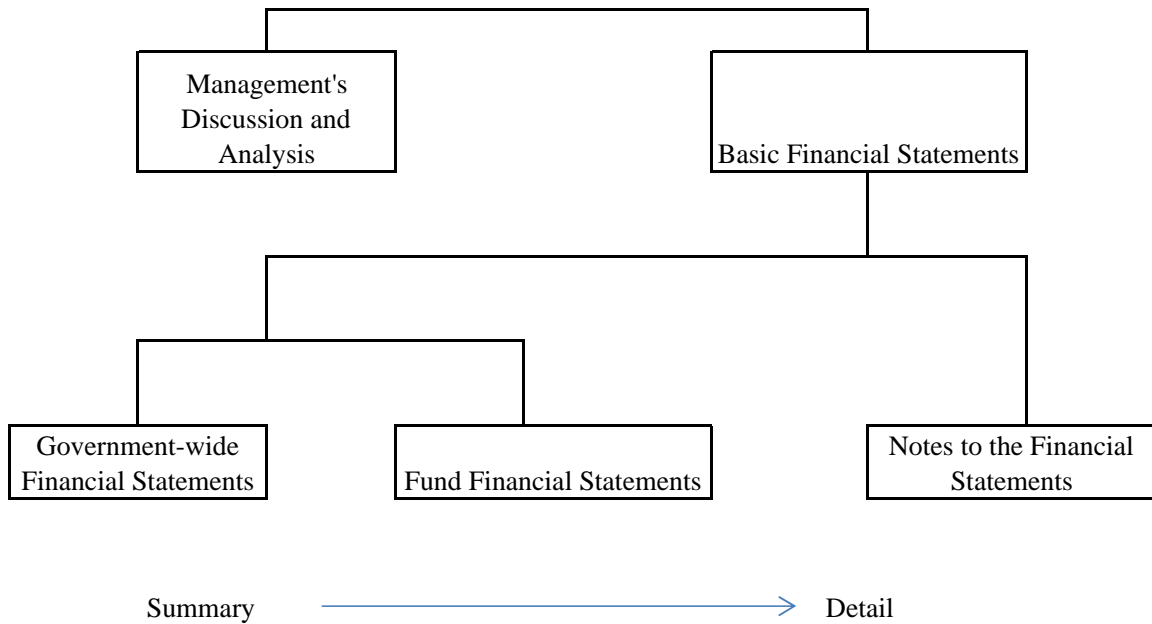 Management's
Discussion and
Analysis
Basic Financial Statements
Government-wide
Financial Statements
Fund Financial Statements
Notes to the Financial
Statements
Summary
Detail